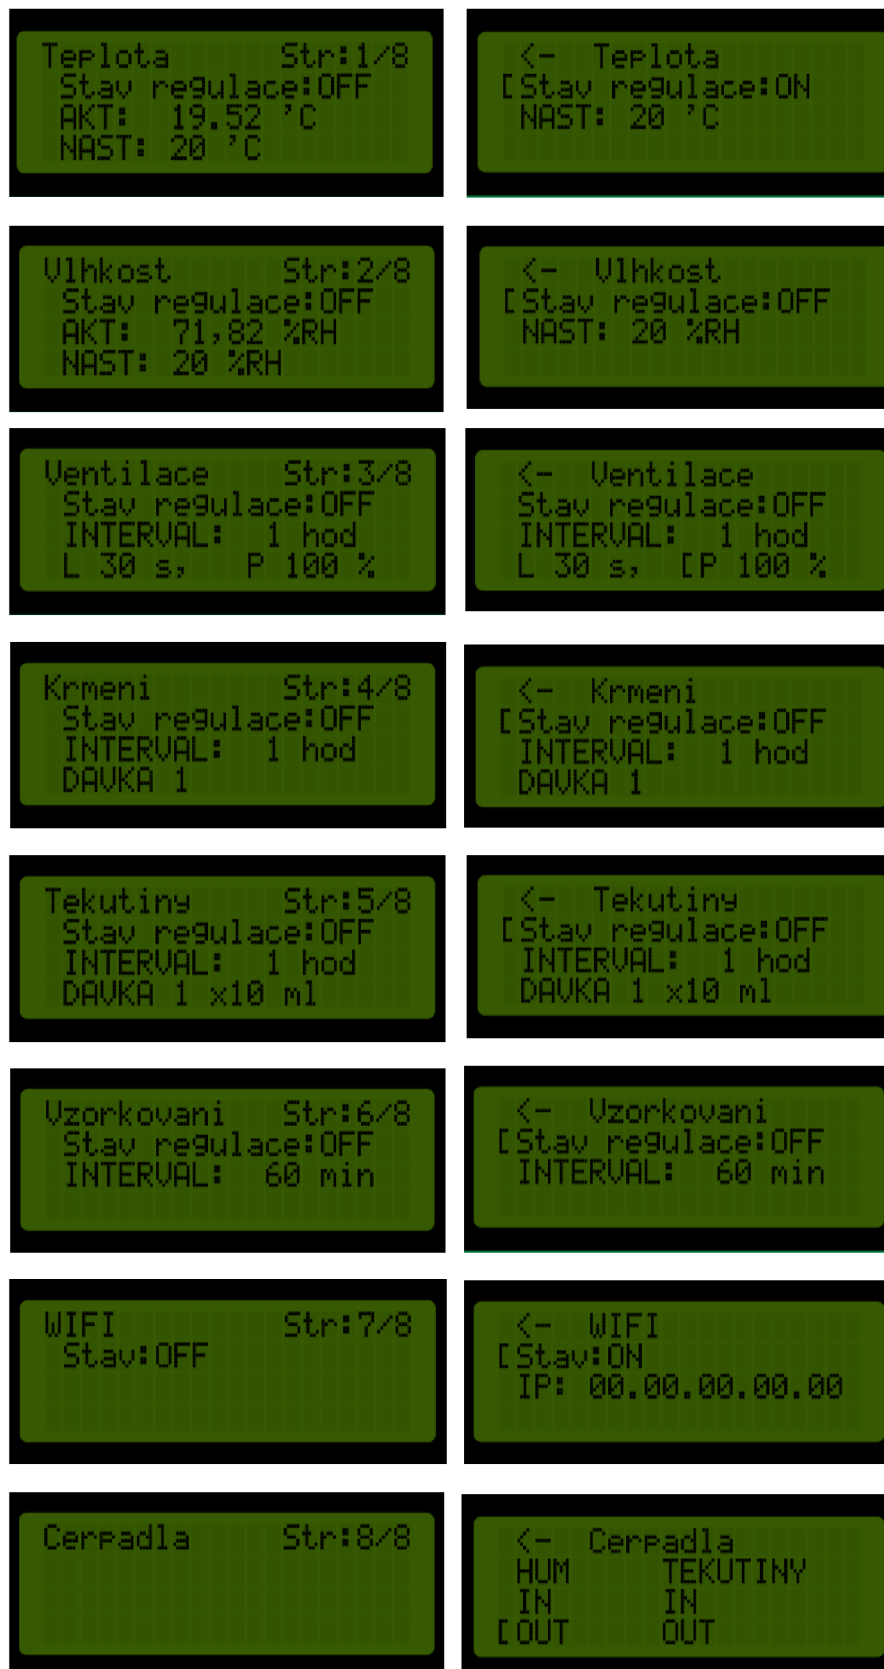 Teplota Str:1/8
Stav regulace:OFF
AKT: 19.52 'C
NAST: 20 'C
<- Teplota
[Stav regulace:ON
NAST: 20 'C
Vlhkost Str:2/8
Stav regulace:OFF
AKT: 71,82 %RH
NAST: 20 %RH
<- Vlhkost
[Stav regulace:OFF
NAST: 20 %RH
Ventilace Str:3/8
Stav regulace:OFF
INTERVAL: 1 hod
L 30 s, P 100 %
<- Ventilace
Stav regulace:OFF
INTERVAL: 1 hod
L 30 s, [P 100 %
Krmeni Str:4/8
Stav regulace:OFF
INTERVAL: 1 hod
DAVKA 1
<- Krmeni
[Stav regulace:OFF
INTERVAL: 1 hod
DAVKA 1
Tekutiny Str:5/8
Stav regulace:OFF
INTERVAL: 1 hod
DAVKA 1 x10 ml
<- Tekutiny
[Stav regulace:OFF
INTERVAL: 1 hod
DAVKA 1 x10 ml
Vzorkovani Str:6/8
Stav regulace:OFF
INTERVAL: 60 min
<- Vzorkovani
[Stav regulace:OFF
INTERVAL: 60 min
WIFI Str:7/8
Stav:OFF
<- WIFI
[Stav:ON
IP: 00.00.00.00.00
Cerpadla Str:8/8
<- Cerpadla
HUM TEKUTINY
IN IN
[OUT OUT